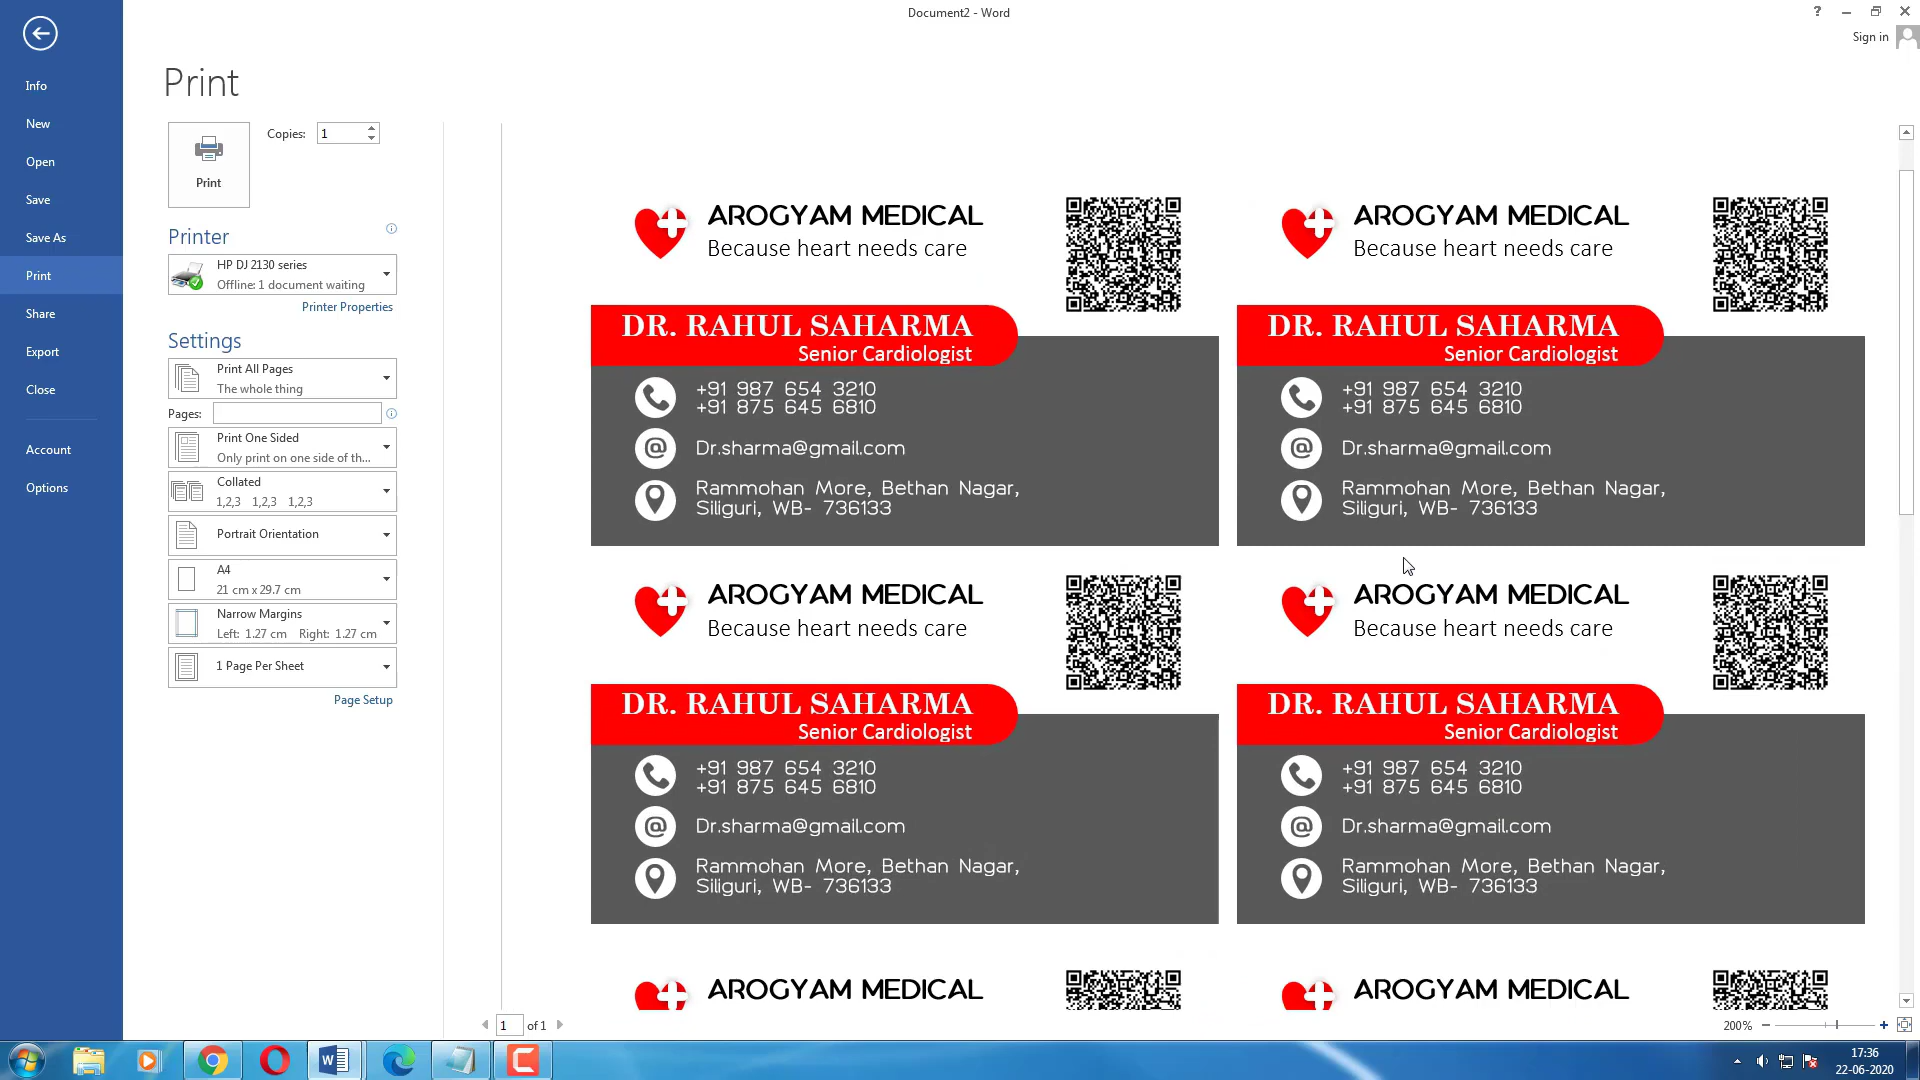 Document2 - Word
?
Sign in
Info
New
Open
Save
Save As
Print
Share
Export
Close
Account
Options
Print
Print
Copies: 1
Printer
HP DJ 2130 series
Offline: 1 document waiting
Printer Properties
Settings
Print All Pages
The whole thing
Pages:
Print One Sided
Only print on one side of th...
Collated
1,2,3 1,2,3 1,2,3
Portrait Orientation
A4
21 cm x 29.7 cm
Narrow Margins
Left: 1.27 cm Right: 1.27 cm
1 Page Per Sheet
Page Setup
AROGYAM MEDICAL
Because heart needs care
DR. RAHUL SAHARMA
Senior Cardiologist
+91 987 654 3210
+91 875 645 6810
@ Dr.sharma@gmail.com
Rammohan More, Bethan Nagar,
Siliguri, WB- 736133
AROGYAM MEDICAL
Because heart needs care
DR. RAHUL SAHARMA
Senior Cardiologist
+91 987 654 3210
+91 875 645 6810
@ Dr.sharma@gmail.com
Rammohan More, Bethan Nagar,
Siliguri, WB- 736133
AROGYAM MEDICAL
Because heart needs care
DR. RAHUL SAHARMA
Senior Cardiologist
+91 987 654 3210
+91 875 645 6810
@ Dr.sharma@gmail.com
Rammohan More, Bethan Nagar,
Siliguri, WB- 736133
AROGYAM MEDICAL
Because heart needs care
DR. RAHUL SAHARMA
Senior Cardiologist
+91 987 654 3210
+91 875 645 6810
@ Dr.sharma@gmail.com
Rammohan More, Bethan Nagar,
Siliguri, WB- 736133
AROGYAM MEDICAL
AROGYAM MEDICAL
1 of 1
200%
17:36
22-06-2020